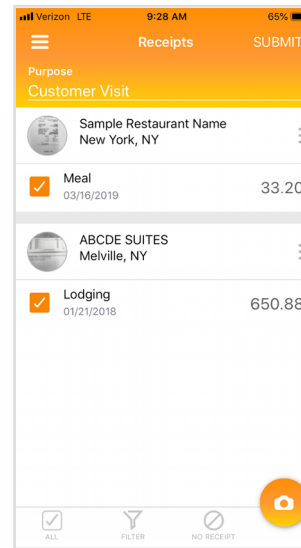 Verizon LTE 9:28 AM 65%
Receipts SUBMIT
Purpose
Customer Visit
Sample Restaurant Name
New York, NY
Meal 33.20
03/16/2019
ABCDE SUITES
Melville, NY
Lodging 650.88
01/21/2018
ALL FILTER NO RECEIPT